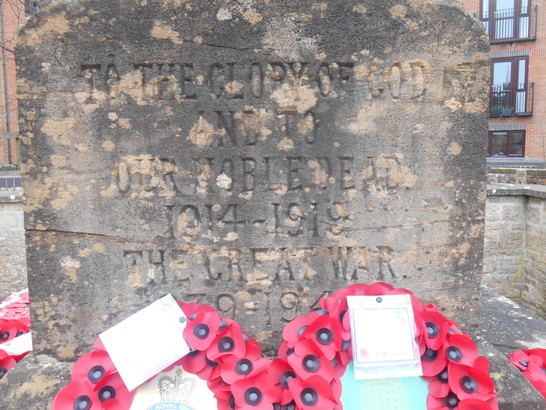 TO THE GLORY OF GOD
AND TO
OUR NOBLE DEAD.
1914-1919
THE GREAT WAR.